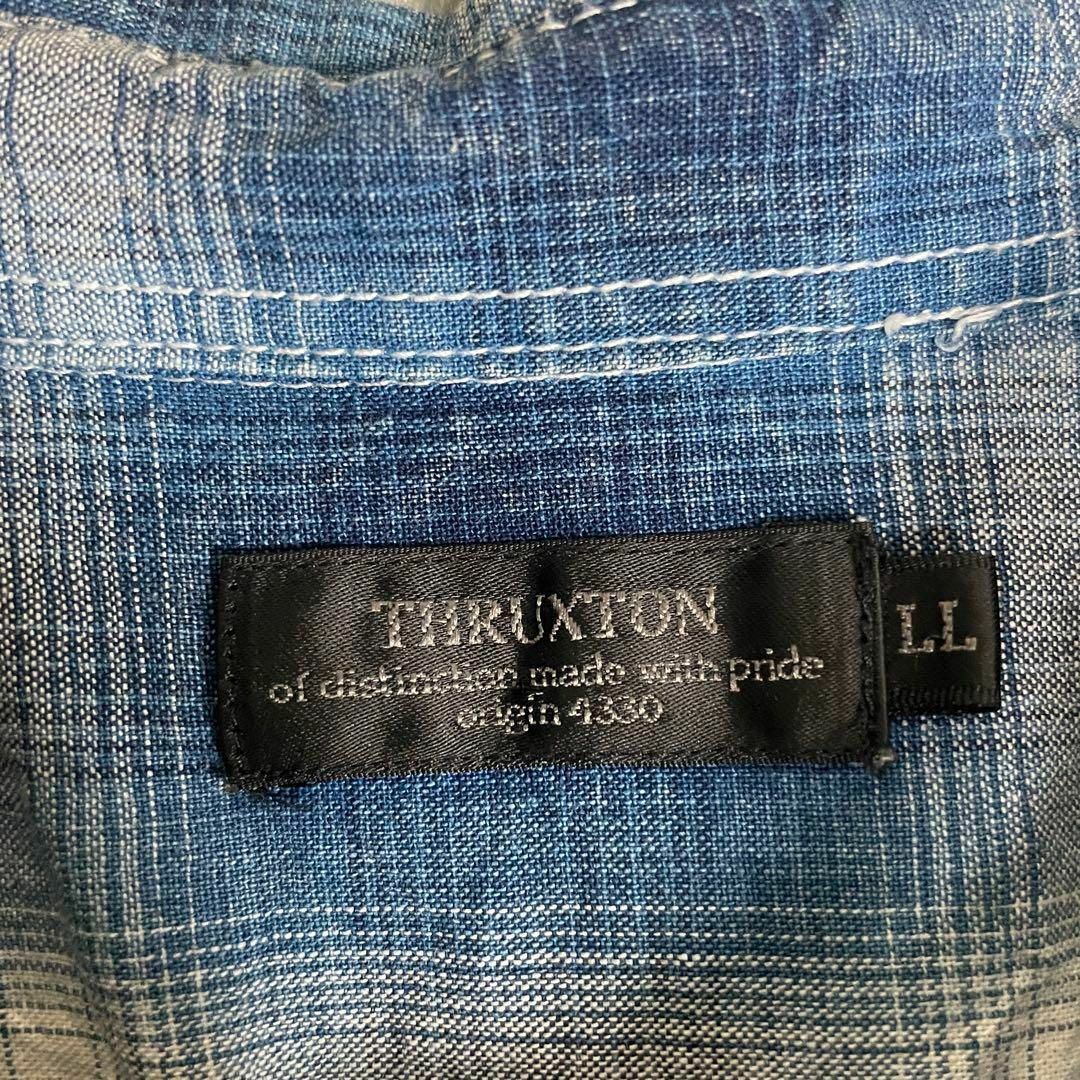 THRUXTON
of distinction made with pride
origin 4330
LL